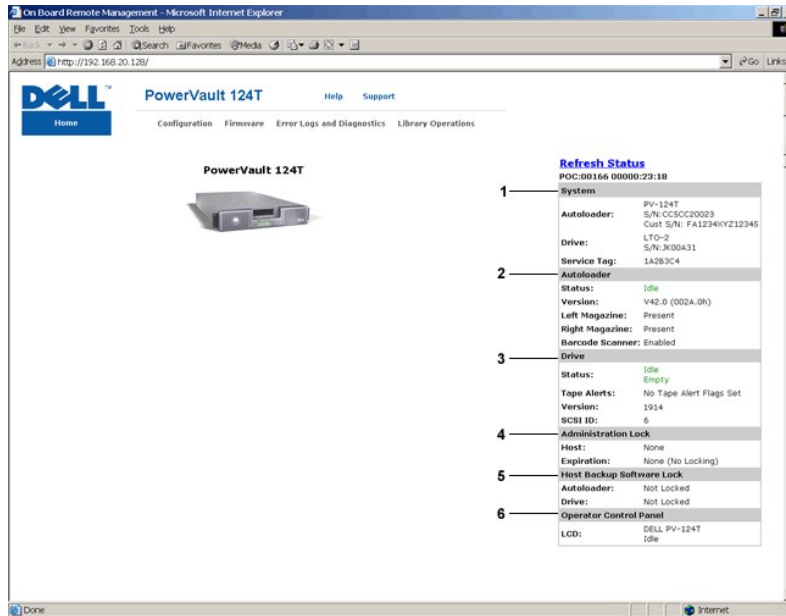 On Board Remote Management - Microsoft Internet Explorer
File Edit View Favorites Tools Help
Back Search Favorites Media
Address http://192.168.20.128/ Go Links
DELL™
PowerVault 124T Help Support
Home Configuration Firmware Error Logs and Diagnostics Library Operations
PowerVault 124T
Refresh Status
POC:00166 00000:23:18
1 System
Autoloader: PV-124T
S/N:CC5CC20023
Cust S/N: FA1234XYZ12345
Drive: LTO-2
S/N:JK00A31
Service Tag: 1A2B3C4
2 Autoloader
Status: Idle
Version: V42.0 (002A.0h)
Left Magazine: Present
Right Magazine: Present
Barcode Scanner: Enabled
3 Drive
Status: Idle
Empty
Tape Alerts: No Tape Alert Flags Set
Version: 1914
SCSI ID: 6
4 Administration Lock
Host: None
Expiration: None (No Locking)
5 Host Backup Software Lock
Autoloader: Not Locked
Drive: Not Locked
6 Operator Control Panel
LCD: DELL PV-124T
Idle
Done Internet